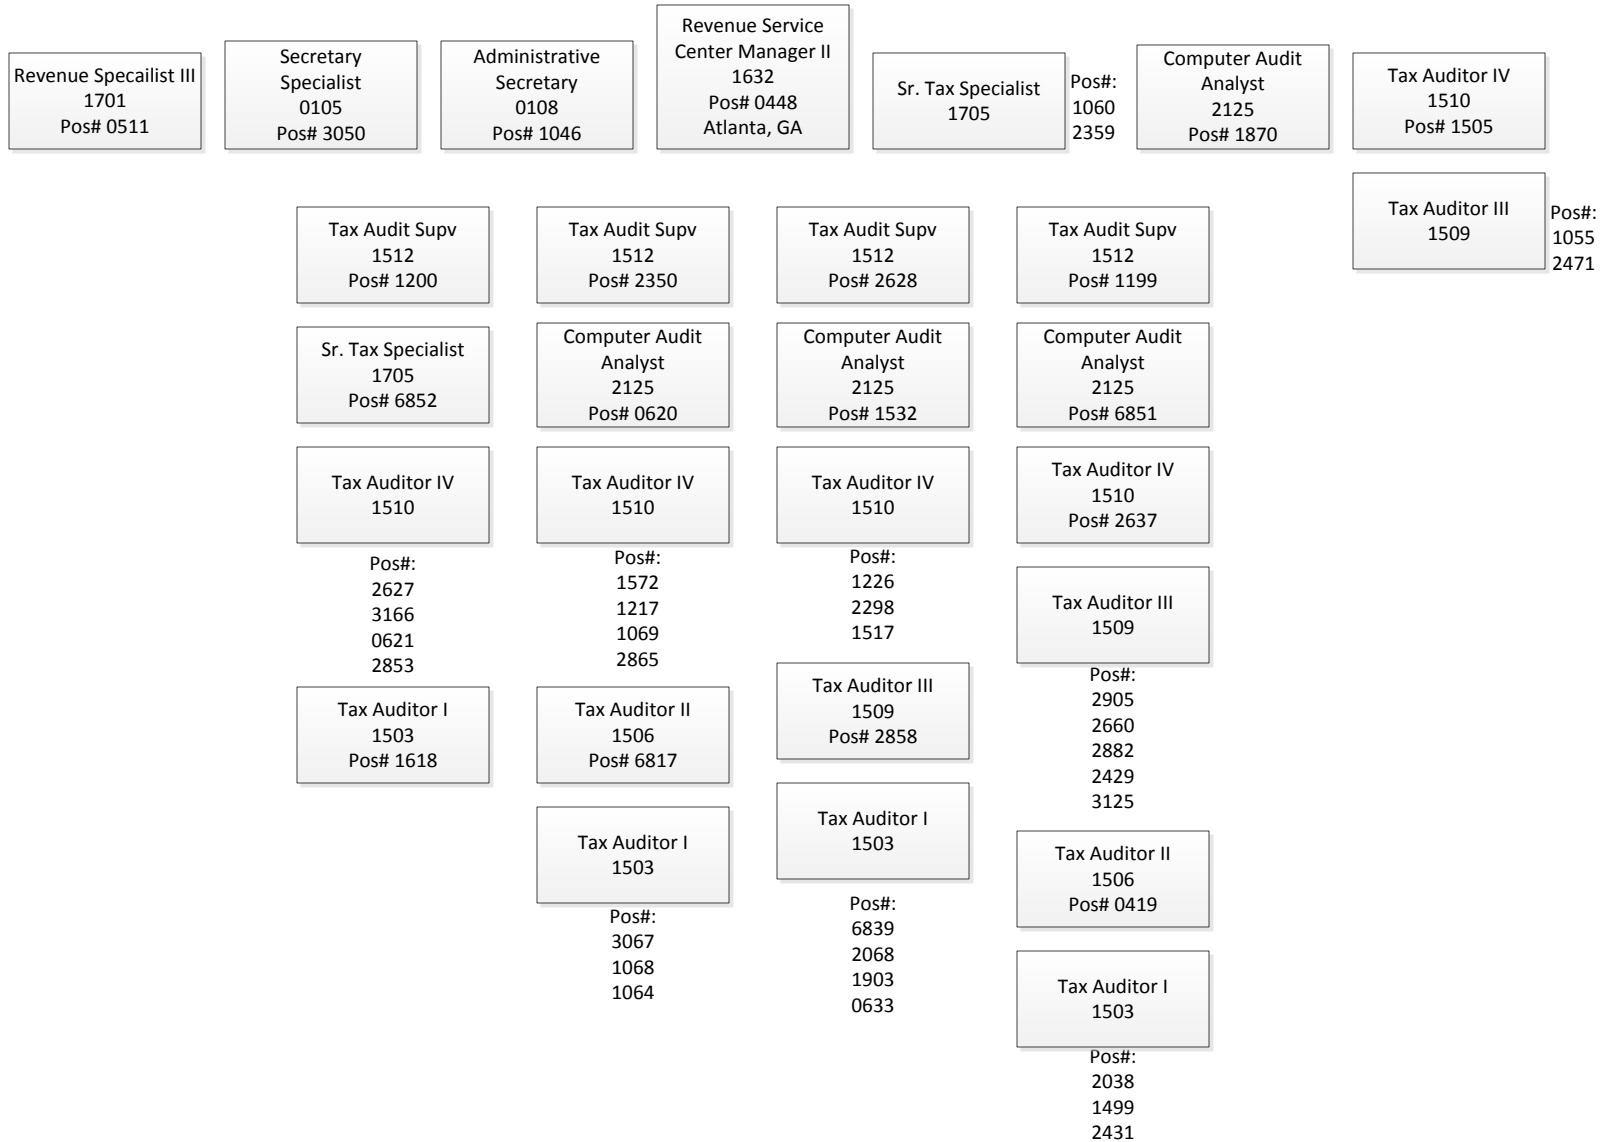 Revenue Specailist III
1701
Pos# 0511
Secretary
Specialist
0105
Pos# 3050
Administrative
Secretary
0108
Pos# 1046
Revenue Service
Center Manager II
1632
Pos# 0448
Atlanta, GA
Sr. Tax Specialist
1705
Pos#:
1060
2359
Computer Audit
Analyst
2125
Pos# 1870
Tax Auditor IV
1510
Pos# 1505
Tax Auditor III
1509
Pos#:
1055
2471
Tax Audit Supv
1512
Pos# 1200
Sr. Tax Specialist
1705
Pos# 6852
Tax Auditor IV
1510
Pos#:
2627
3166
0621
2853
Tax Auditor I
1503
Pos# 1618
Tax Audit Supv
1512
Pos# 2350
Computer Audit
Analyst
2125
Pos# 0620
Tax Auditor IV
1510
Pos#:
1572
1217
1069
2865
Tax Auditor II
1506
Pos# 6817
Tax Auditor I
1503
Pos#:
3067
1068
1064
Tax Audit Supv
1512
Pos# 2628
Computer Audit
Analyst
2125
Pos# 1532
Tax Auditor IV
1510
Pos#:
1226
2298
1517
Tax Auditor III
1509
Pos# 2858
Tax Auditor I
1503
Pos#:
6839
2068
1903
0633
Tax Audit Supv
1512
Pos# 1199
Computer Audit
Analyst
2125
Pos# 6851
Tax Auditor IV
1510
Pos# 2637
Tax Auditor III
1509
Pos#:
2905
2660
2882
2429
3125
Tax Auditor II
1506
Pos# 0419
Tax Auditor I
1503
Pos#:
2038
1499
2431